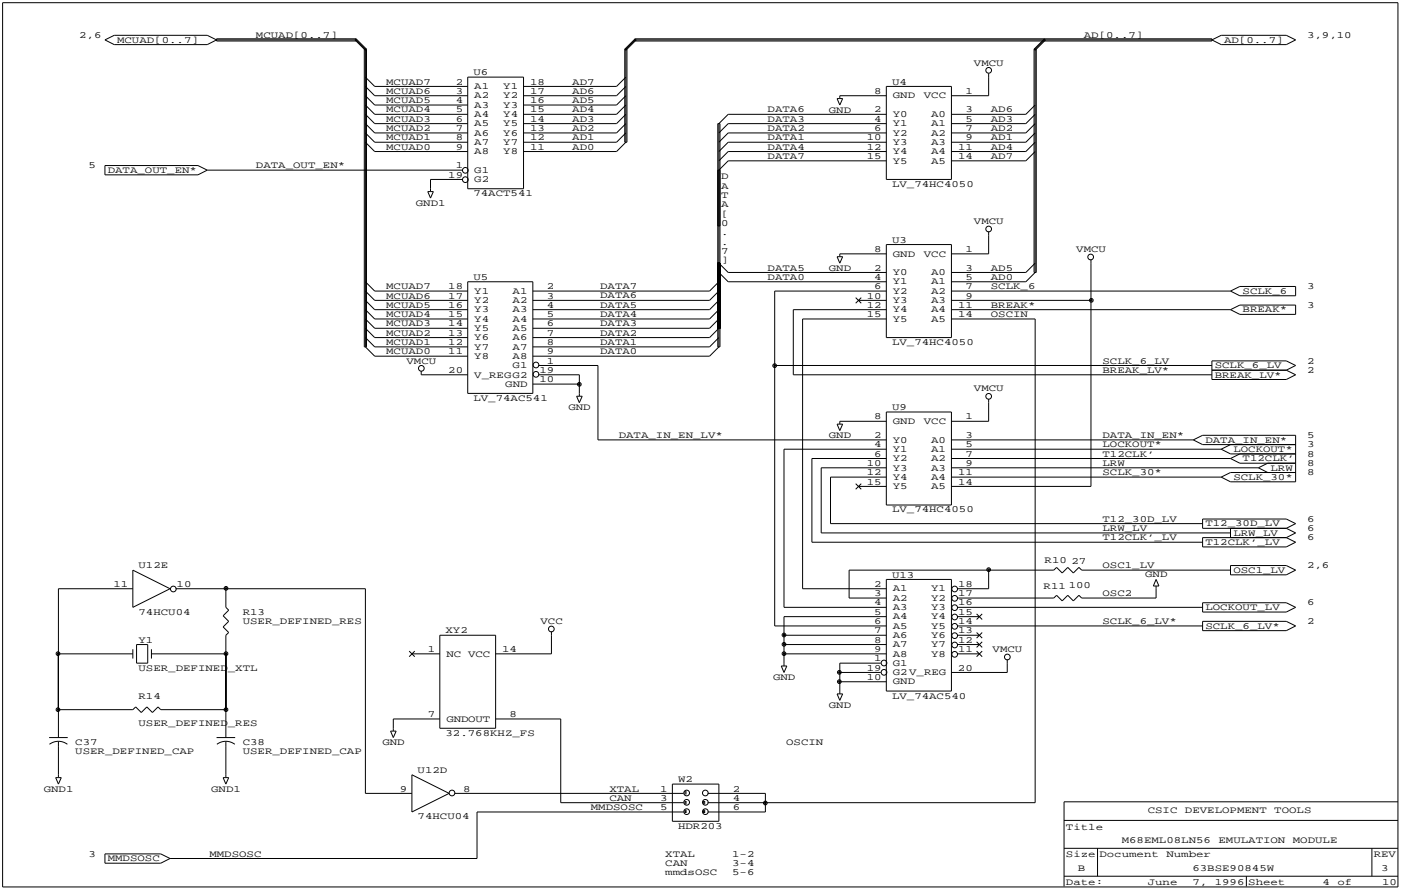 2,6 MCUAD[0..7] MCUAD[0..7] AD[0..7] AD[0..7] 3,9,10
U6
MCUAD7 2 A1 Y1 18 AD7
MCUAD6 3 A2 Y2 17 AD6
MCUAD5 4 A3 Y3 16 AD5
MCUAD4 5 A4 Y4 15 AD4
MCUAD3 6 A5 Y5 14 AD3
MCUAD2 7 A6 Y6 13 AD2
MCUAD1 8 A7 Y7 12 AD1
MCUAD0 9 A8 Y8 11 AD0
5 DATA_OUT_EN* DATA_OUT_EN* 1 G1
19 G2
GND1
74ACT541
U4
VMCU
8 GND VCC 1
GND
DATA6 2 Y0 A0 3 AD6
DATA3 4 Y1 A1 5 AD3
DATA2 6 Y2 A2 7 AD2
DATA1 10 Y3 A3 9 AD1
DATA4 12 Y4 A4 11 AD4
DATA7 15 Y5 A5 14 AD7
LV_74HC4050
DATA[0..7]
U3
VMCU
8 GND VCC 1
GND
VMCU
DATA5 2 Y0 A0 3 AD5
DATA0 4 Y1 A1 5 AD0
6 Y2 A2 7 SCLK_6 SCLK_6 3
10 Y3 A3 9
12 Y4 A4 11 BREAK* BREAK* 3
15 Y5 A5 14 OSCIN
LV_74HC4050
U5
MCUAD7 18 Y1 A1 2 DATA7
MCUAD6 17 Y2 A2 3 DATA6
MCUAD5 16 Y3 A3 4 DATA5
MCUAD4 15 Y4 A4 5 DATA4
MCUAD3 14 Y5 A5 6 DATA3
MCUAD2 13 Y6 A6 7 DATA2
MCUAD1 12 Y7 A7 8 DATA1
MCUAD0 11 Y8 A8 9 DATA0
G1 1
VMCU 20 V_REG G2 19
GND 10
GND
LV_74AC541
SCLK_6_LV SCLK_6_LV 2
BREAK_LV* BREAK_LV* 2
U9
VMCU
8 GND VCC 1
GND
DATA_IN_EN_LV* 2 Y0 A0 3 DATA_IN_EN* DATA_IN_EN* 5
4 Y1 A1 5 LOCKOUT* LOCKOUT* 3
6 Y2 A2 7 T12CLK' T12CLK' 8
10 Y3 A3 9 LRW LRW 8
12 Y4 A4 11 SCLK_30* SCLK_30* 8
15 Y5 A5 14
LV_74HC4050
T12_30D_LV T12_30D_LV 6
LRW_LV LRW_LV 6
T12CLK'_LV T12CLK'_LV 6
U13
R10 27 OSC1_LV OSC1_LV 2,6
R11 100 OSC2 GND
2 A1 Y1 18
3 A2 Y2 17
4 A3 Y3 16 LOCKOUT_LV 6
5 A4 Y4 15
6 A5 Y5 14 SCLK_6_LV* SCLK_6_LV* 2
7 A6 Y6 13
8 A7 Y7 12
9 A8 Y8 11
1 G1
19 G2 V_REG 20 VMCU
10 GND
GND
GND
LV_74AC540
U12E
11 10
74HCU04
R13
USER_DEFINED_RES
Y1
USER_DEFINED_XTL
R14
USER_DEFINED_RES
C37
USER_DEFINED_CAP
C38
USER_DEFINED_CAP
GND1 GND1
XY2
VCC
1 NC VCC 14
7 GND OUT 8
GND
32.768KHZ_FS
OSCIN
U12D
9 8
74HCU04
W2
XTAL 1 2
CAN 3 4
MMDSOSC 5 6
HDR203
3 MMDSOSC MMDSOSC
XTAL 1-2
CAN 3-4
mmdsOSC 5-6
CSIC DEVELOPMENT TOOLS
Title
M68EML08LN56 EMULATION MODULE
Size Document Number REV
B 63BSE90845W 3
Date: June 7, 1996 Sheet 4 of 10